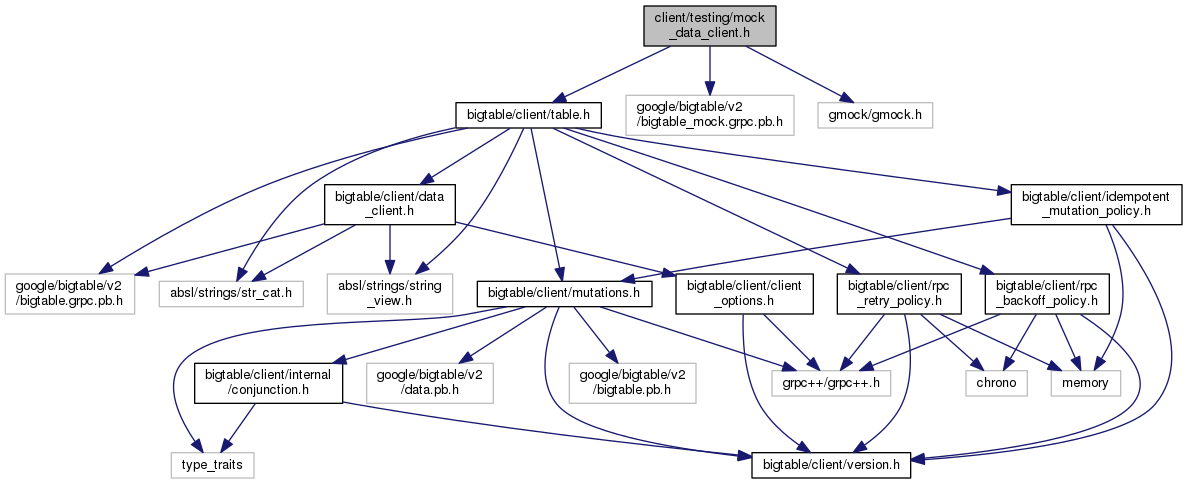 client/testing/mock
_data_client.h
bigtable/client/table.h
google/bigtable/v2
/bigtable_mock.grpc.pb.h
gmock/gmock.h
bigtable/client/data
_client.h
bigtable/client/idempotent
_mutation_policy.h
google/bigtable/v2
/bigtable.grpc.pb.h
absl/strings/str_cat.h
absl/strings/string
_view.h
bigtable/client/mutations.h
bigtable/client/client
_options.h
bigtable/client/rpc
_retry_policy.h
bigtable/client/rpc
_backoff_policy.h
bigtable/client/internal
/conjunction.h
google/bigtable/v2
/data.pb.h
google/bigtable/v2
/bigtable.pb.h
grpc++/grpc++.h
chrono
memory
type_traits
bigtable/client/version.h